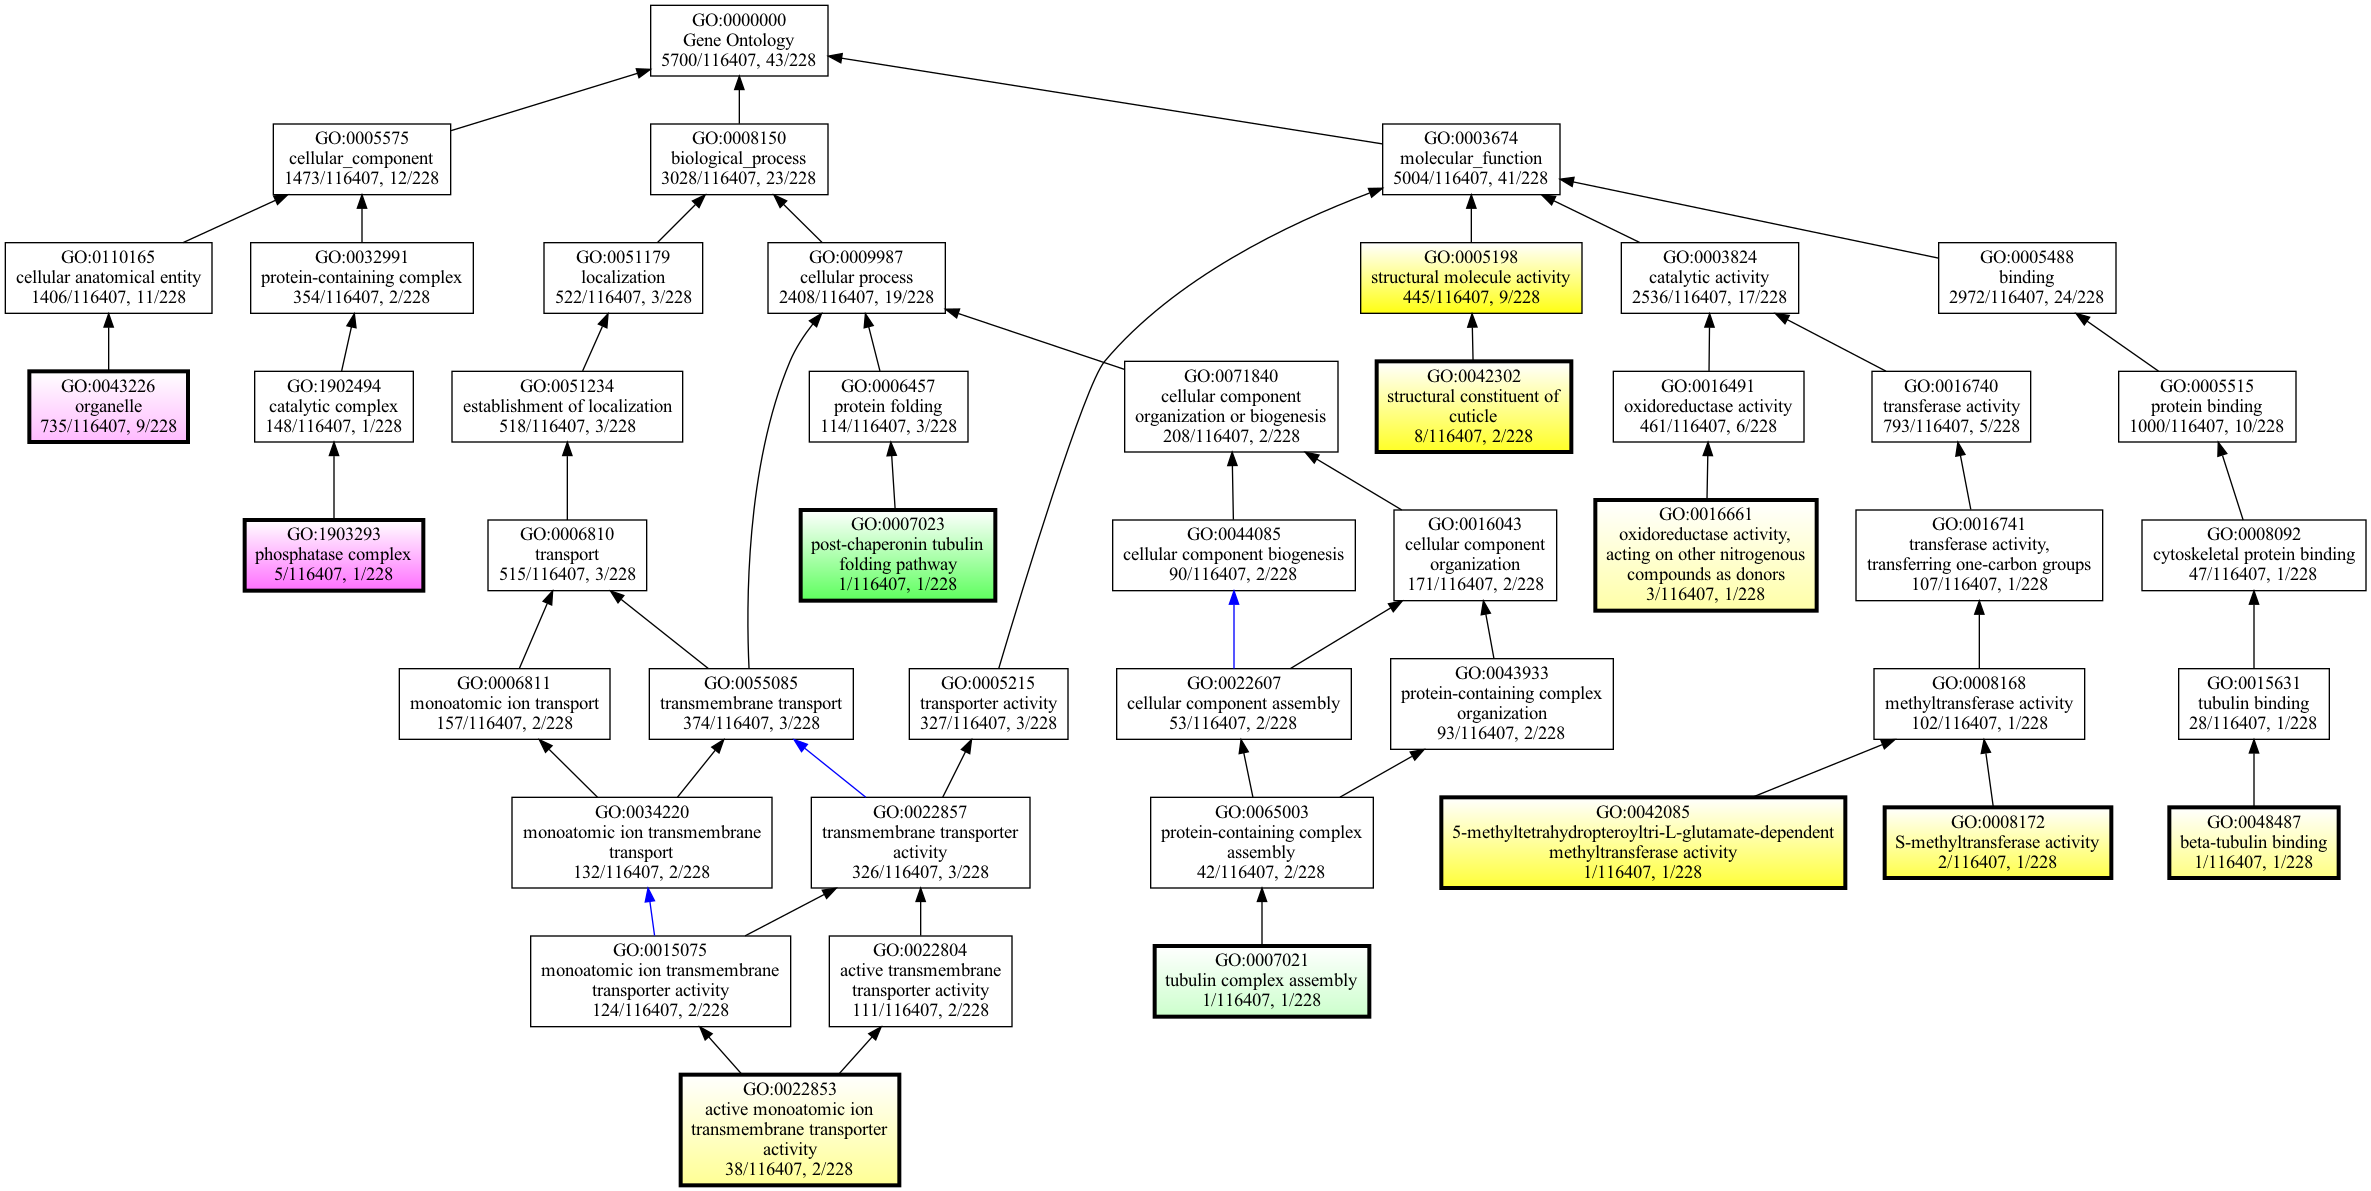 GO:0000000
Gene Ontology
5700/116407, 43/228
GO:0005575
cellular_component
1473/116407, 12/228
GO:0008150
biological_process
3028/116407, 23/228
GO:0003674
molecular_function
5004/116407, 41/228
GO:0110165
cellular anatomical entity
1406/116407, 11/228
GO:0032991
protein-containing complex
354/116407, 2/228
GO:0051179
localization
522/116407, 3/228
GO:0009987
cellular process
2408/116407, 19/228
GO:0005198
structural molecule activity
445/116407, 9/228
GO:0003824
catalytic activity
2536/116407, 17/228
GO:0005488
binding
2972/116407, 24/228
GO:0043226
organelle
735/116407, 9/228
GO:1902494
catalytic complex
148/116407, 1/228
GO:0051234
establishment of localization
518/116407, 3/228
GO:0006457
protein folding
114/116407, 3/228
GO:0071840
cellular component
organization or biogenesis
208/116407, 2/228
GO:0042302
structural constituent of
cuticle
8/116407, 2/228
GO:0016491
oxidoreductase activity
461/116407, 6/228
GO:0016740
transferase activity
793/116407, 5/228
GO:0005515
protein binding
1000/116407, 10/228
GO:1903293
phosphatase complex
5/116407, 1/228
GO:0006810
transport
515/116407, 3/228
GO:0007023
post-chaperonin tubulin
folding pathway
1/116407, 1/228
GO:0044085
cellular component biogenesis
90/116407, 2/228
GO:0016043
cellular component
organization
171/116407, 2/228
GO:0016661
oxidoreductase activity,
acting on other nitrogenous
compounds as donors
3/116407, 1/228
GO:0016741
transferase activity,
transferring one-carbon groups
107/116407, 1/228
GO:0008092
cytoskeletal protein binding
47/116407, 1/228
GO:0006811
monoatomic ion transport
157/116407, 2/228
GO:0055085
transmembrane transport
374/116407, 3/228
GO:0005215
transporter activity
327/116407, 3/228
GO:0022607
cellular component assembly
53/116407, 2/228
GO:0043933
protein-containing complex
organization
93/116407, 2/228
GO:0008168
methyltransferase activity
102/116407, 1/228
GO:0015631
tubulin binding
28/116407, 1/228
GO:0034220
monoatomic ion transmembrane
transport
132/116407, 2/228
GO:0022857
transmembrane transporter
activity
326/116407, 3/228
GO:0065003
protein-containing complex
assembly
42/116407, 2/228
GO:0042085
5-methyltetrahydropteroyltri-L-glutamate-dependent
methyltransferase activity
1/116407, 1/228
GO:0008172
S-methyltransferase activity
2/116407, 1/228
GO:0048487
beta-tubulin binding
1/116407, 1/228
GO:0015075
monoatomic ion transmembrane
transporter activity
124/116407, 2/228
GO:0022804
active transmembrane
transporter activity
111/116407, 2/228
GO:0007021
tubulin complex assembly
1/116407, 1/228
GO:0022853
active monoatomic ion
transmembrane transporter
activity
38/116407, 2/228